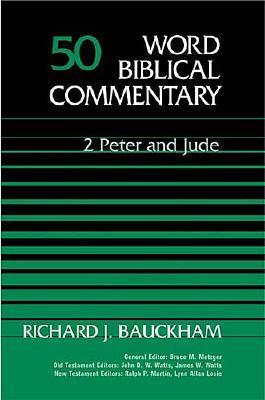 50 WORD
BIBLICAL
COMMENTARY
2 Peter and Jude
RICHARD J. BAUCKHAM
General Editor: Bruce M. Metzger
Old Testament Editors: John D. W. Watts, James W. Watts
New Testament Editors: Ralph P. Martin, Lynn Allan Losie